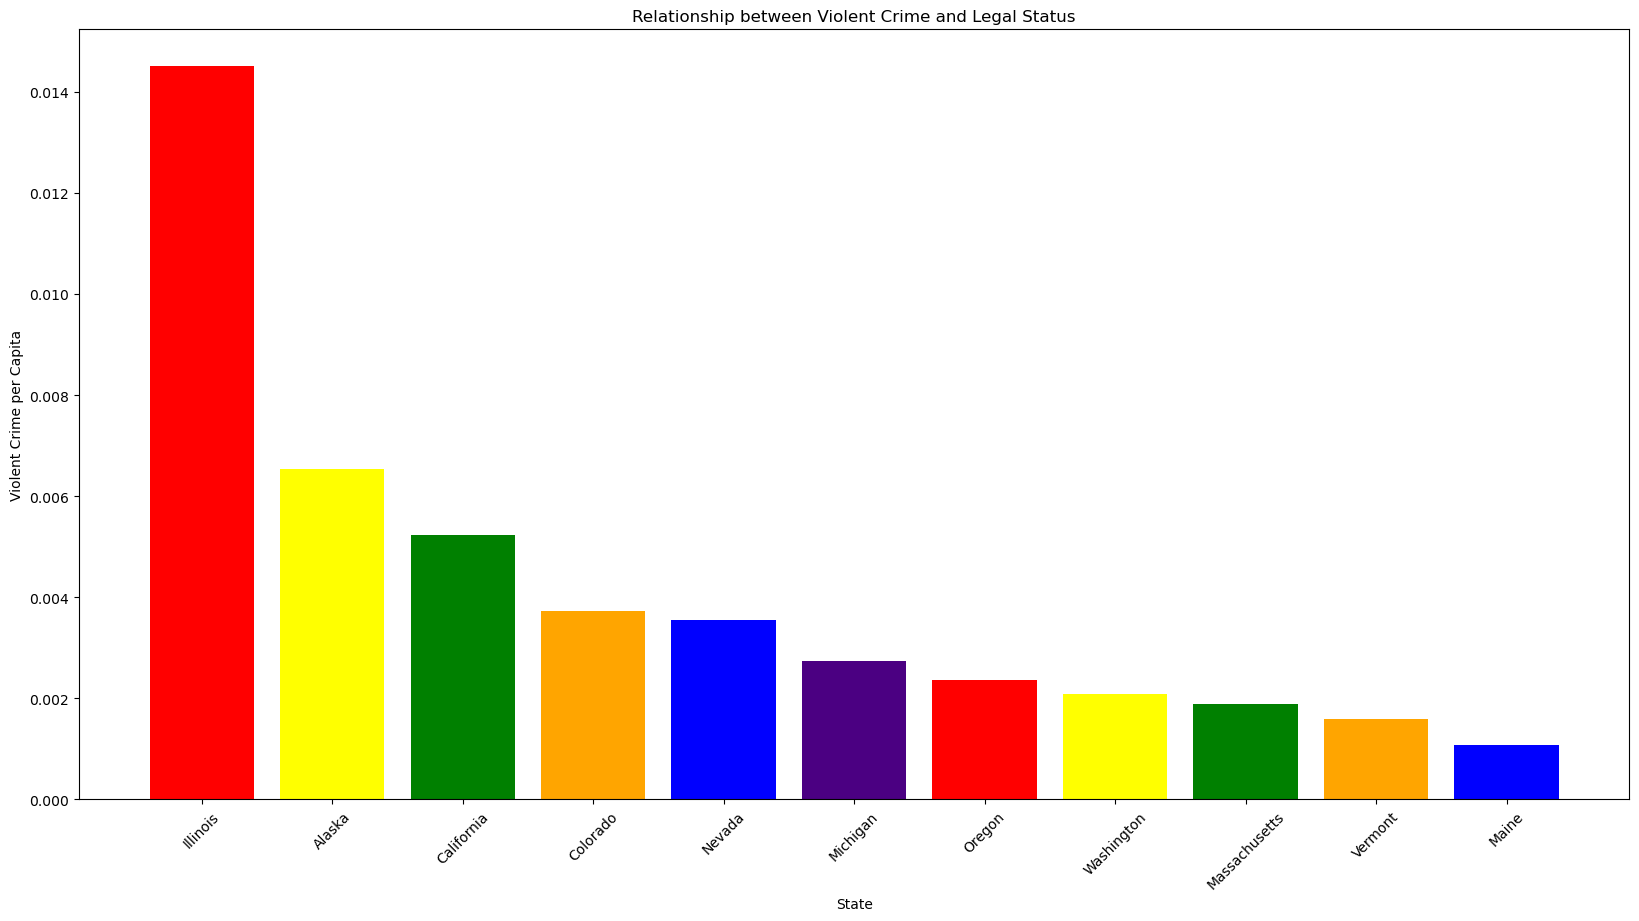 Relationship between Violent Crime and Legal Status
Violent Crime per Capita
0.014
0.012
0.010
0.008
0.006
0.004
0.002
0.000
Illinois
Alaska
California
Colorado
Nevada
Michigan
Oregon
Washington
Massachusetts
Vermont
Maine
State